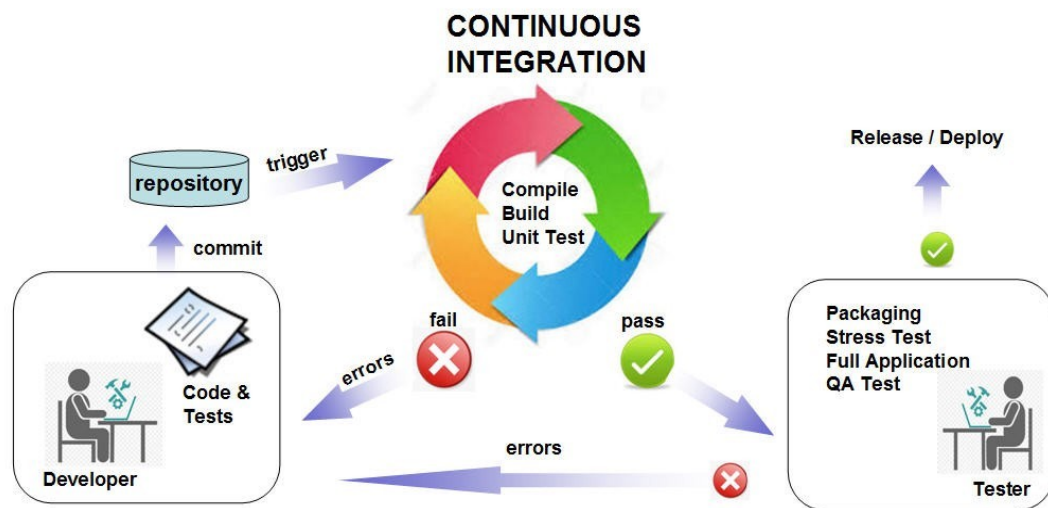 CONTINUOUS
INTEGRATION
Release / Deploy
trigger
repository
Compile
Build
Unit Test
commit
fail
pass
Packaging
Stress Test
Full Application
QA Test
errors
Code &
Tests
errors
Developer
Tester